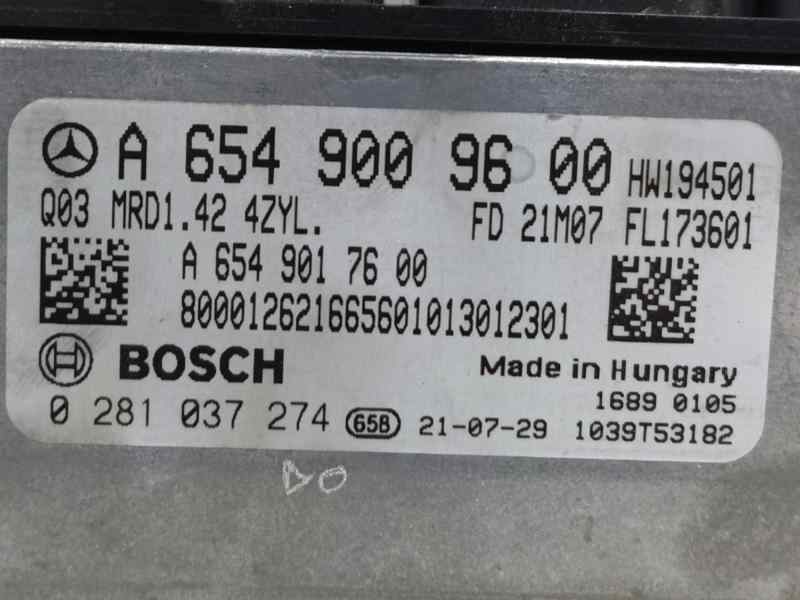 A 654 900 96 00 HW194501
Q03 MRD1.42 4ZYL. FD 21M07 FL173601
A 654 901 76 00
800012621665601013012301
BOSCH Made in Hungary
1689 0105
0 281 037 274 658 21-07-29 1039T53182
DO